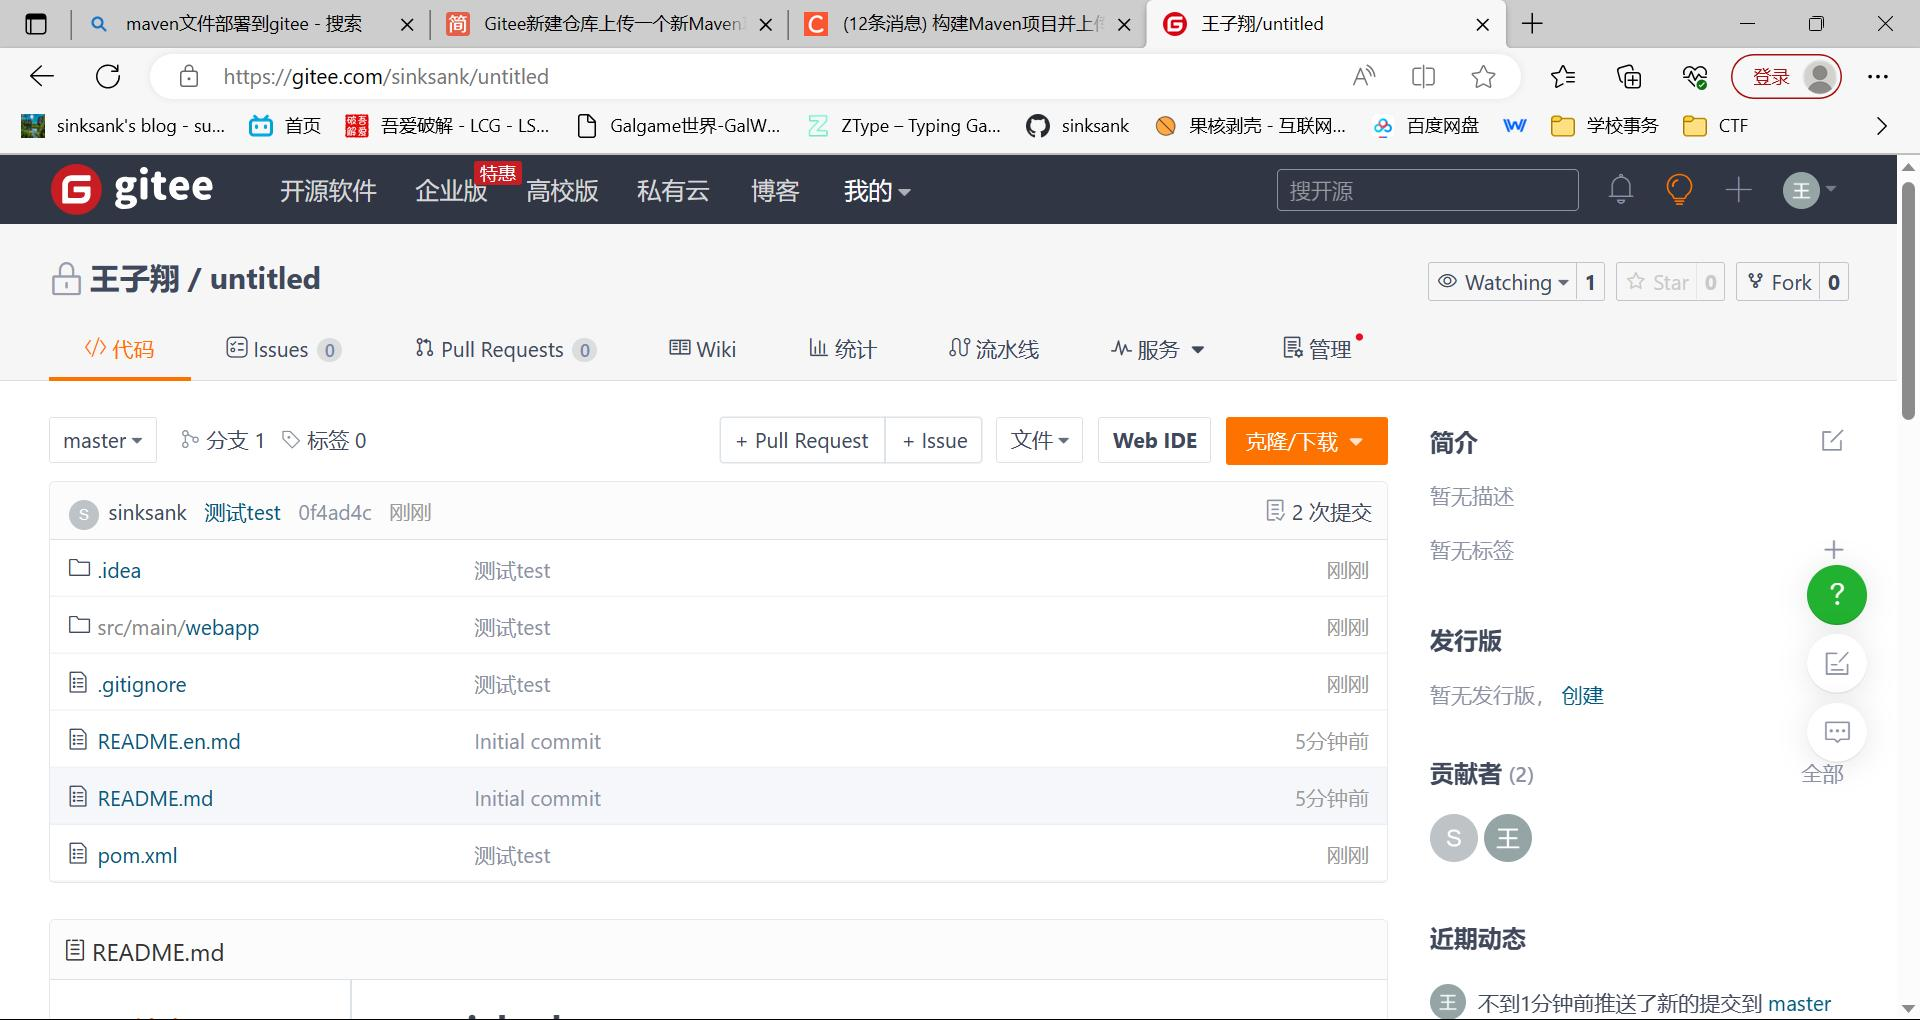 maven文件部署到gitee - 搜索
简 Gitee新建仓库上传一个新Maven
C (12条消息) 构建Maven项目并上传
王子翔/untitled
https://gitee.com/sinksank/untitled
登录
sinksank's blog - su...
首页
吾爱破解 - LCG - LS...
Galgame世界-GalW...
ZType – Typing Ga...
sinksank
果核剥壳 - 互联网...
百度网盘
学校事务
CTF
gitee
开源软件
企业版
特惠
高校版
私有云
博客
我的
搜开源
王
王子翔 / untitled
Watching 1
Star 0
Fork 0
代码
Issues 0
Pull Requests 0
Wiki
统计
流水线
服务
管理
master
分支 1
标签 0
+ Pull Request
+ Issue
文件
Web IDE
克隆/下载
S sinksank 测试test 0f4ad4c 刚刚
2 次提交
.idea 测试test 刚刚
src/main/webapp 测试test 刚刚
.gitignore 测试test 刚刚
README.en.md Initial commit 5分钟前
README.md Initial commit 5分钟前
pom.xml 测试test 刚刚
README.md
简介
暂无描述
暂无标签
发行版
暂无发行版， 创建
贡献者 (2)
全部
S 王
近期动态
王 不到1分钟前推送了新的提交到 master